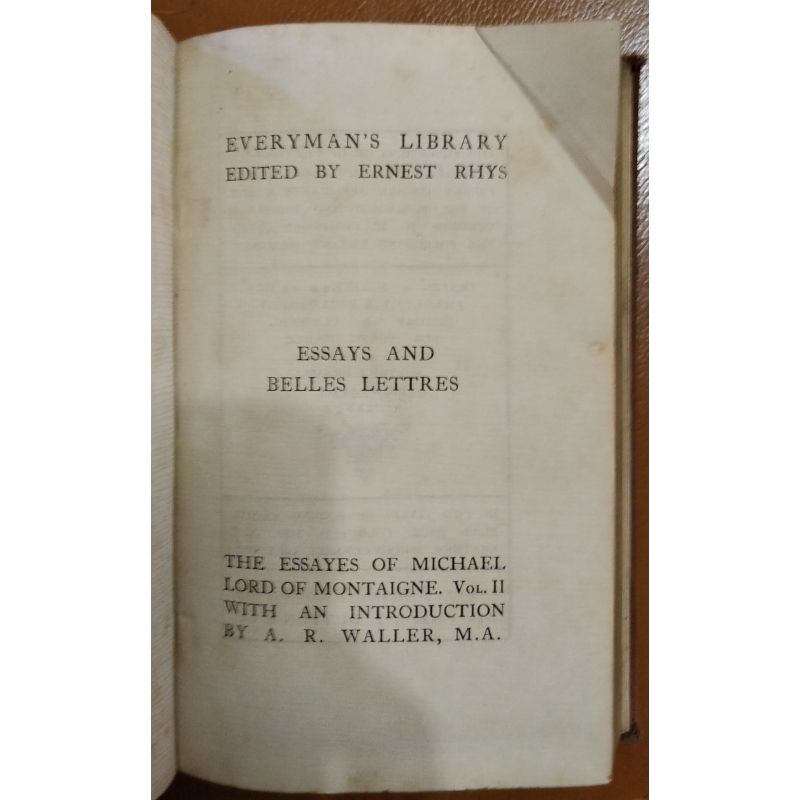 EVERYMAN'S LIBRARY
EDITED BY ERNEST RHYS
ESSAYS AND
BELLES LETTRES
THE ESSAYES OF MICHAEL
LORD OF MONTAIGNE. VOL. II
WITH AN INTRODUCTION
BY A. R. WALLER, M.A.